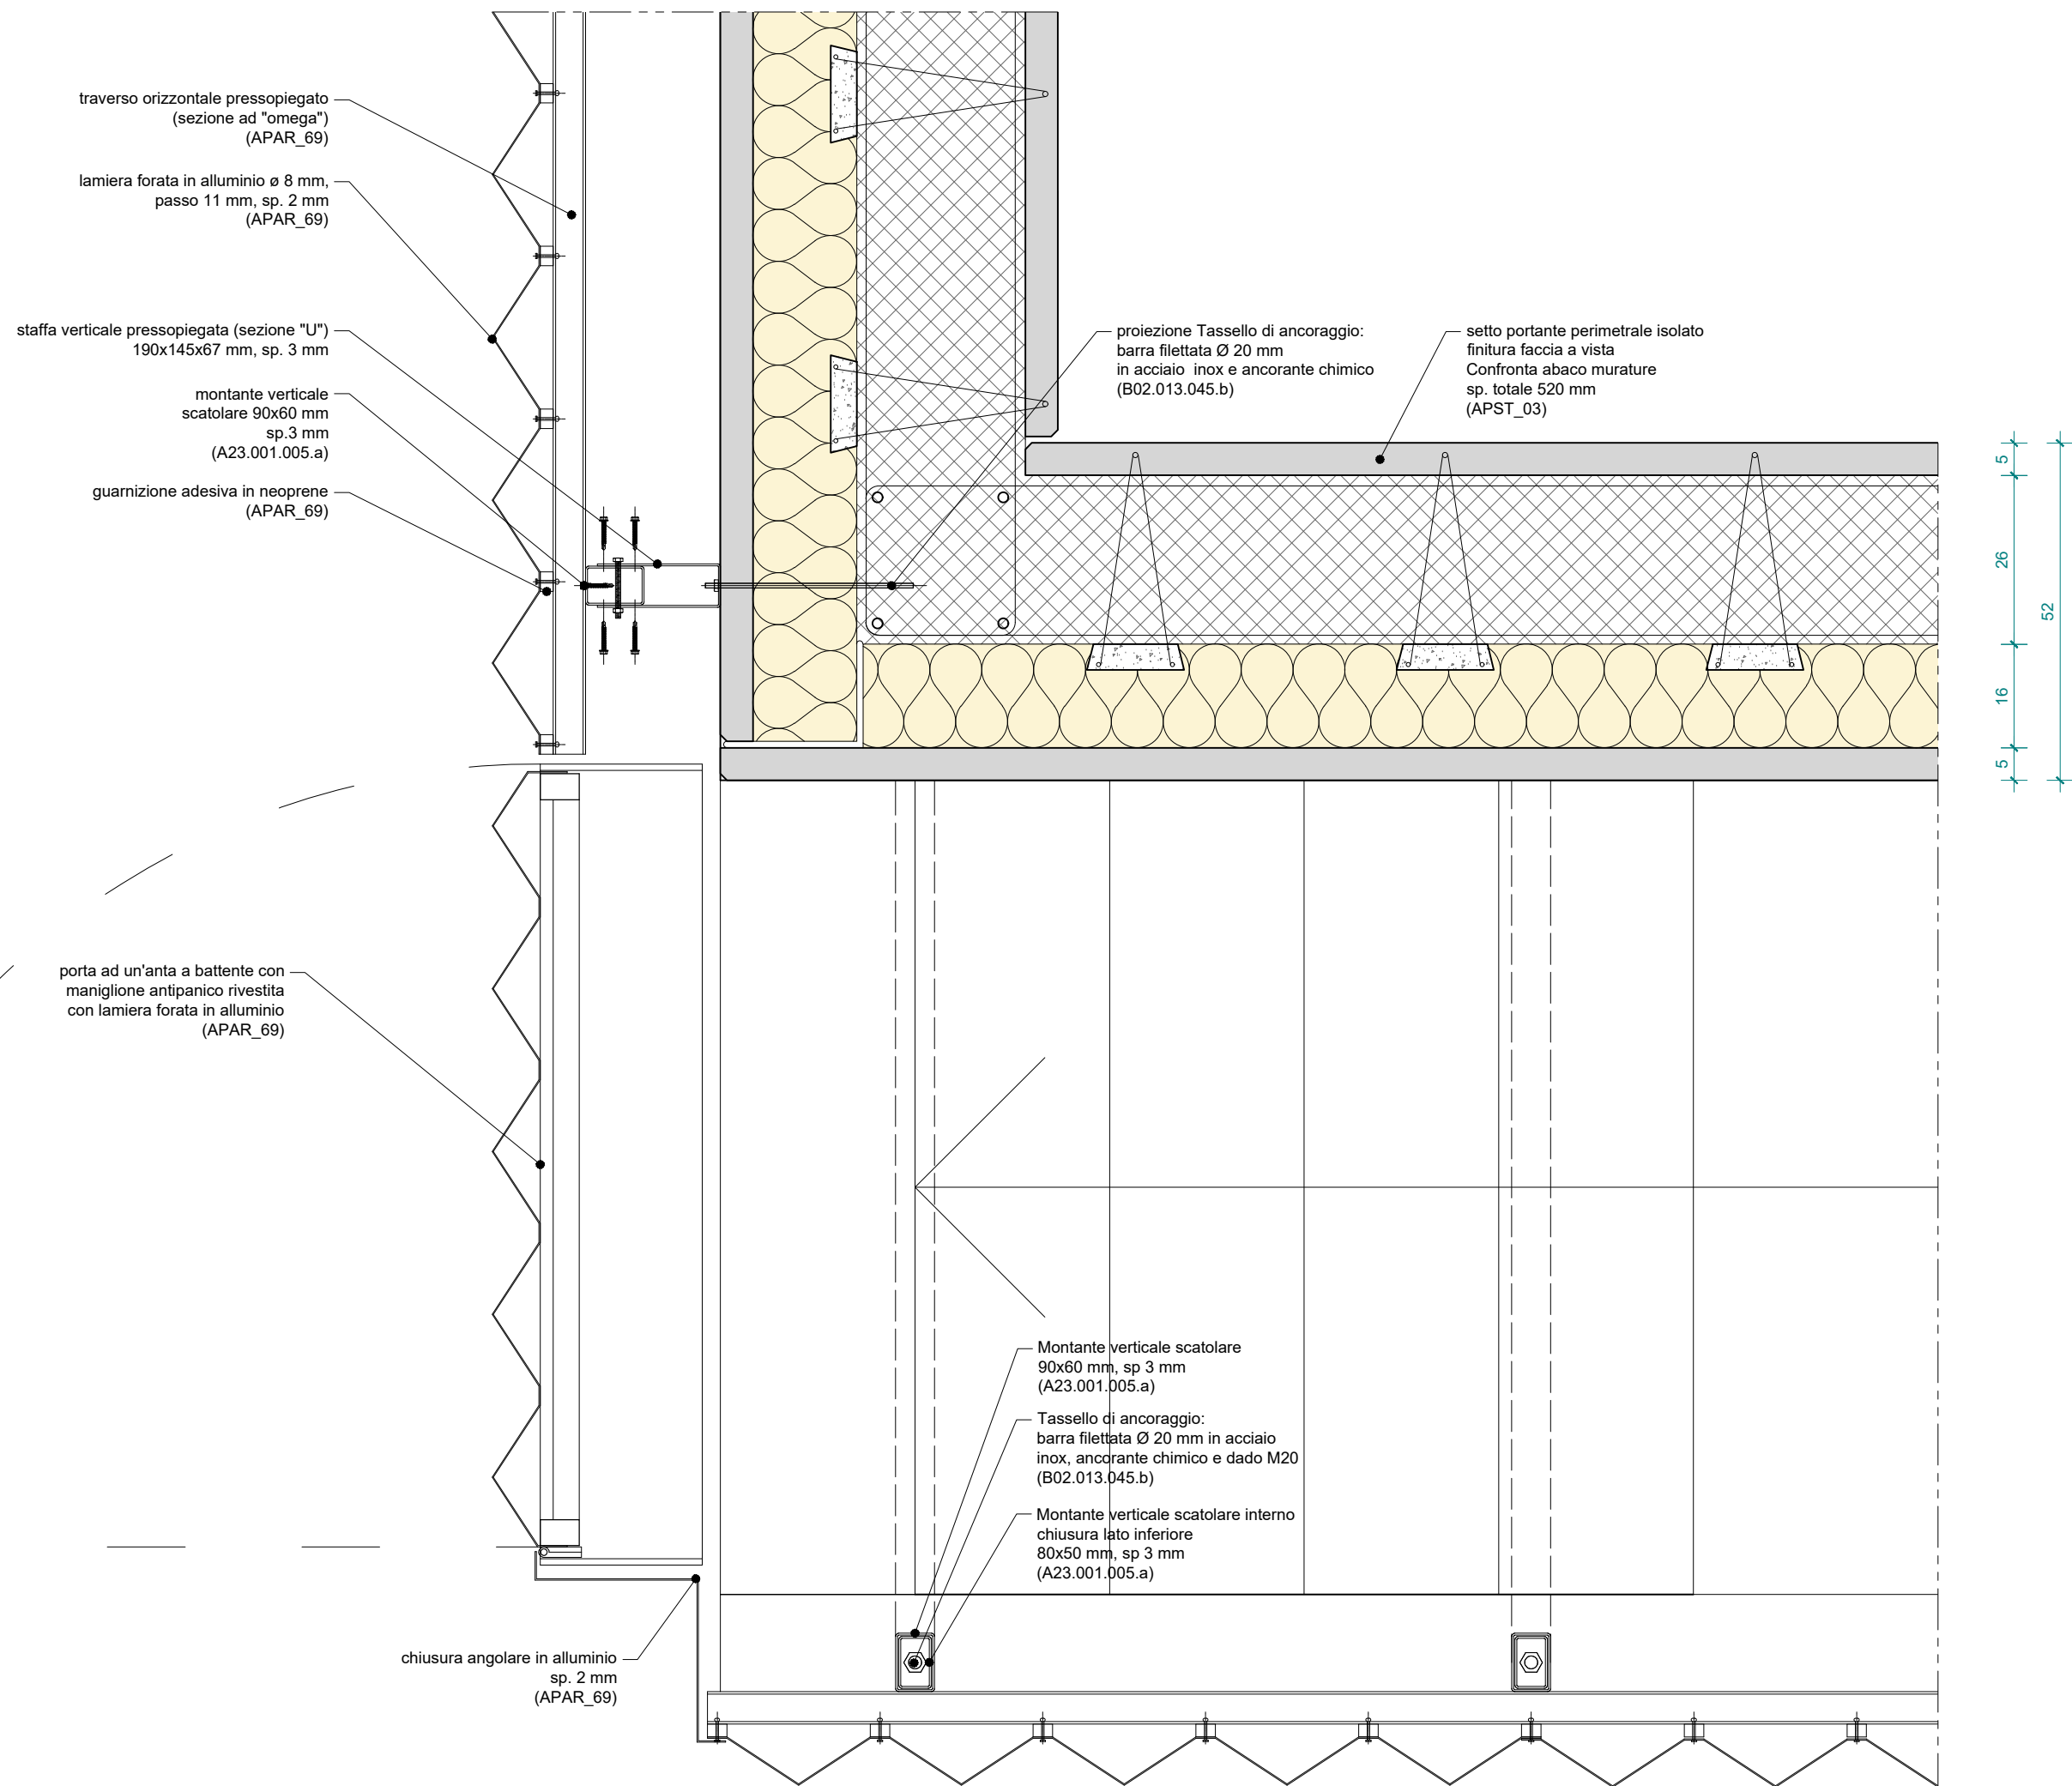 traverso orizzontale pressopiegato
(sezione ad "omega")
(APAR_69)
lamiera forata in alluminio ø 8 mm,
passo 11 mm, sp. 2 mm
(APAR_69)
staffa verticale pressopiegata (sezione "U")
190x145x67 mm, sp. 3 mm
montante verticale
scatolare 90x60 mm
sp.3 mm
(A23.001.005.a)
guarnizione adesiva in neoprene
(APAR_69)
proiezione Tassello di ancoraggio:
barra filettata Ø 20 mm
in acciaio inox e ancorante chimico
(B02.013.045.b)
setto portante perimetrale isolato
finitura faccia a vista
Confronta abaco murature
sp. totale 520 mm
(APST_03)
5
26
16
5
52
porta ad un'anta a battente con
maniglione antipanico rivestita
con lamiera forata in alluminio
(APAR_69)
Montante verticale scatolare
90x60 mm, sp 3 mm
(A23.001.005.a)
Tassello di ancoraggio:
barra filettata Ø 20 mm in acciaio
inox, ancorante chimico e dado M20
(B02.013.045.b)
Montante verticale scatolare interno
chiusura lato inferiore
80x50 mm, sp 3 mm
(A23.001.005.a)
chiusura angolare in alluminio
sp. 2 mm
(APAR_69)